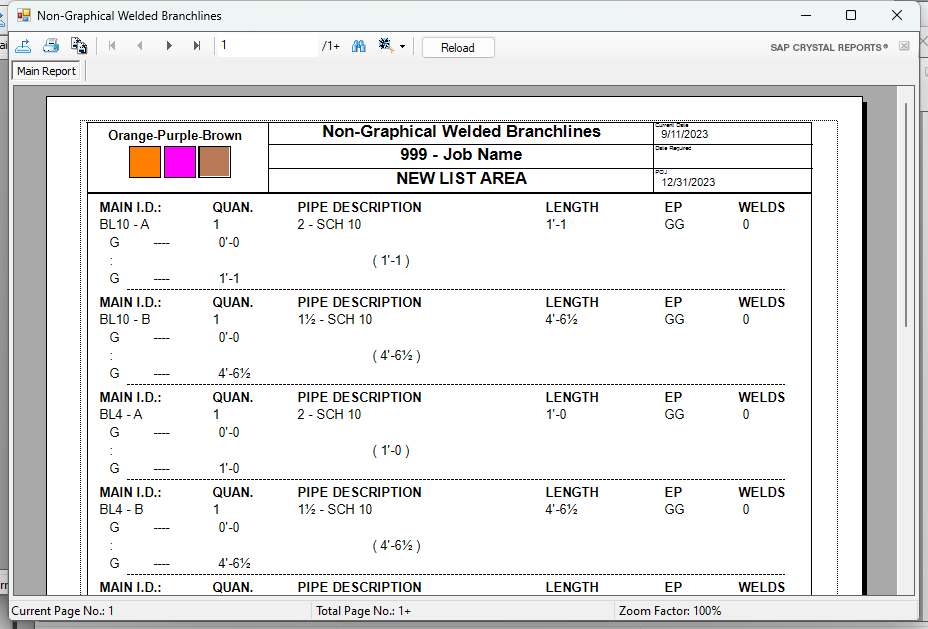 Non-Graphical Welded Branchlines
1 /1+ Reload SAP CRYSTAL REPORTS®
Main Report
Orange-Purple-Brown
Non-Graphical Welded Branchlines
999 - Job Name
NEW LIST AREA
Current Date
9/11/2023
Date Required
POJ
12/31/2023
MAIN I.D.: QUAN. PIPE DESCRIPTION LENGTH EP WELDS
BL10 - A 1 2 - SCH 10 1'-1 GG 0
G ---- 0'-0
:
( 1'-1 )
G ---- 1'-1
MAIN I.D.: QUAN. PIPE DESCRIPTION LENGTH EP WELDS
BL10 - B 1 1½ - SCH 10 4'-6½ GG 0
G ---- 0'-0
:
( 4'-6½ )
G ---- 4'-6½
MAIN I.D.: QUAN. PIPE DESCRIPTION LENGTH EP WELDS
BL4 - A 1 2 - SCH 10 1'-0 GG 0
G ---- 0'-0
:
( 1'-0 )
G ---- 1'-0
MAIN I.D.: QUAN. PIPE DESCRIPTION LENGTH EP WELDS
BL4 - B 1 1½ - SCH 10 4'-6½ GG 0
G ---- 0'-0
:
( 4'-6½ )
G ---- 4'-6½
MAIN I.D.: QUAN. PIPE DESCRIPTION LENGTH EP WELDS
Current Page No.: 1 Total Page No.: 1+ Zoom Factor: 100%